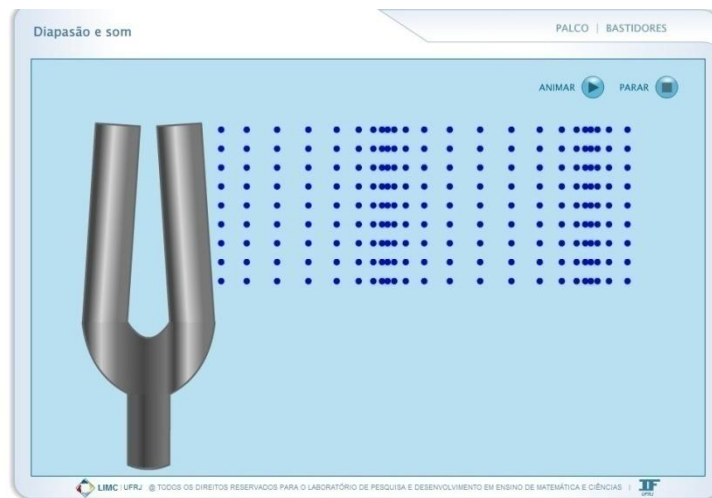 Diapasão e som
PALCO | BASTIDORES
ANIMAR
PARAR
LIMC | UFRJ @ TODOS OS DIREITOS RESERVADOS PARA O LABORATÓRIO DE PESQUISA E DESENVOLVIMENTO EM ENSINO DE MATEMÁTICA E CIÊNCIAS | IF
UFRJ